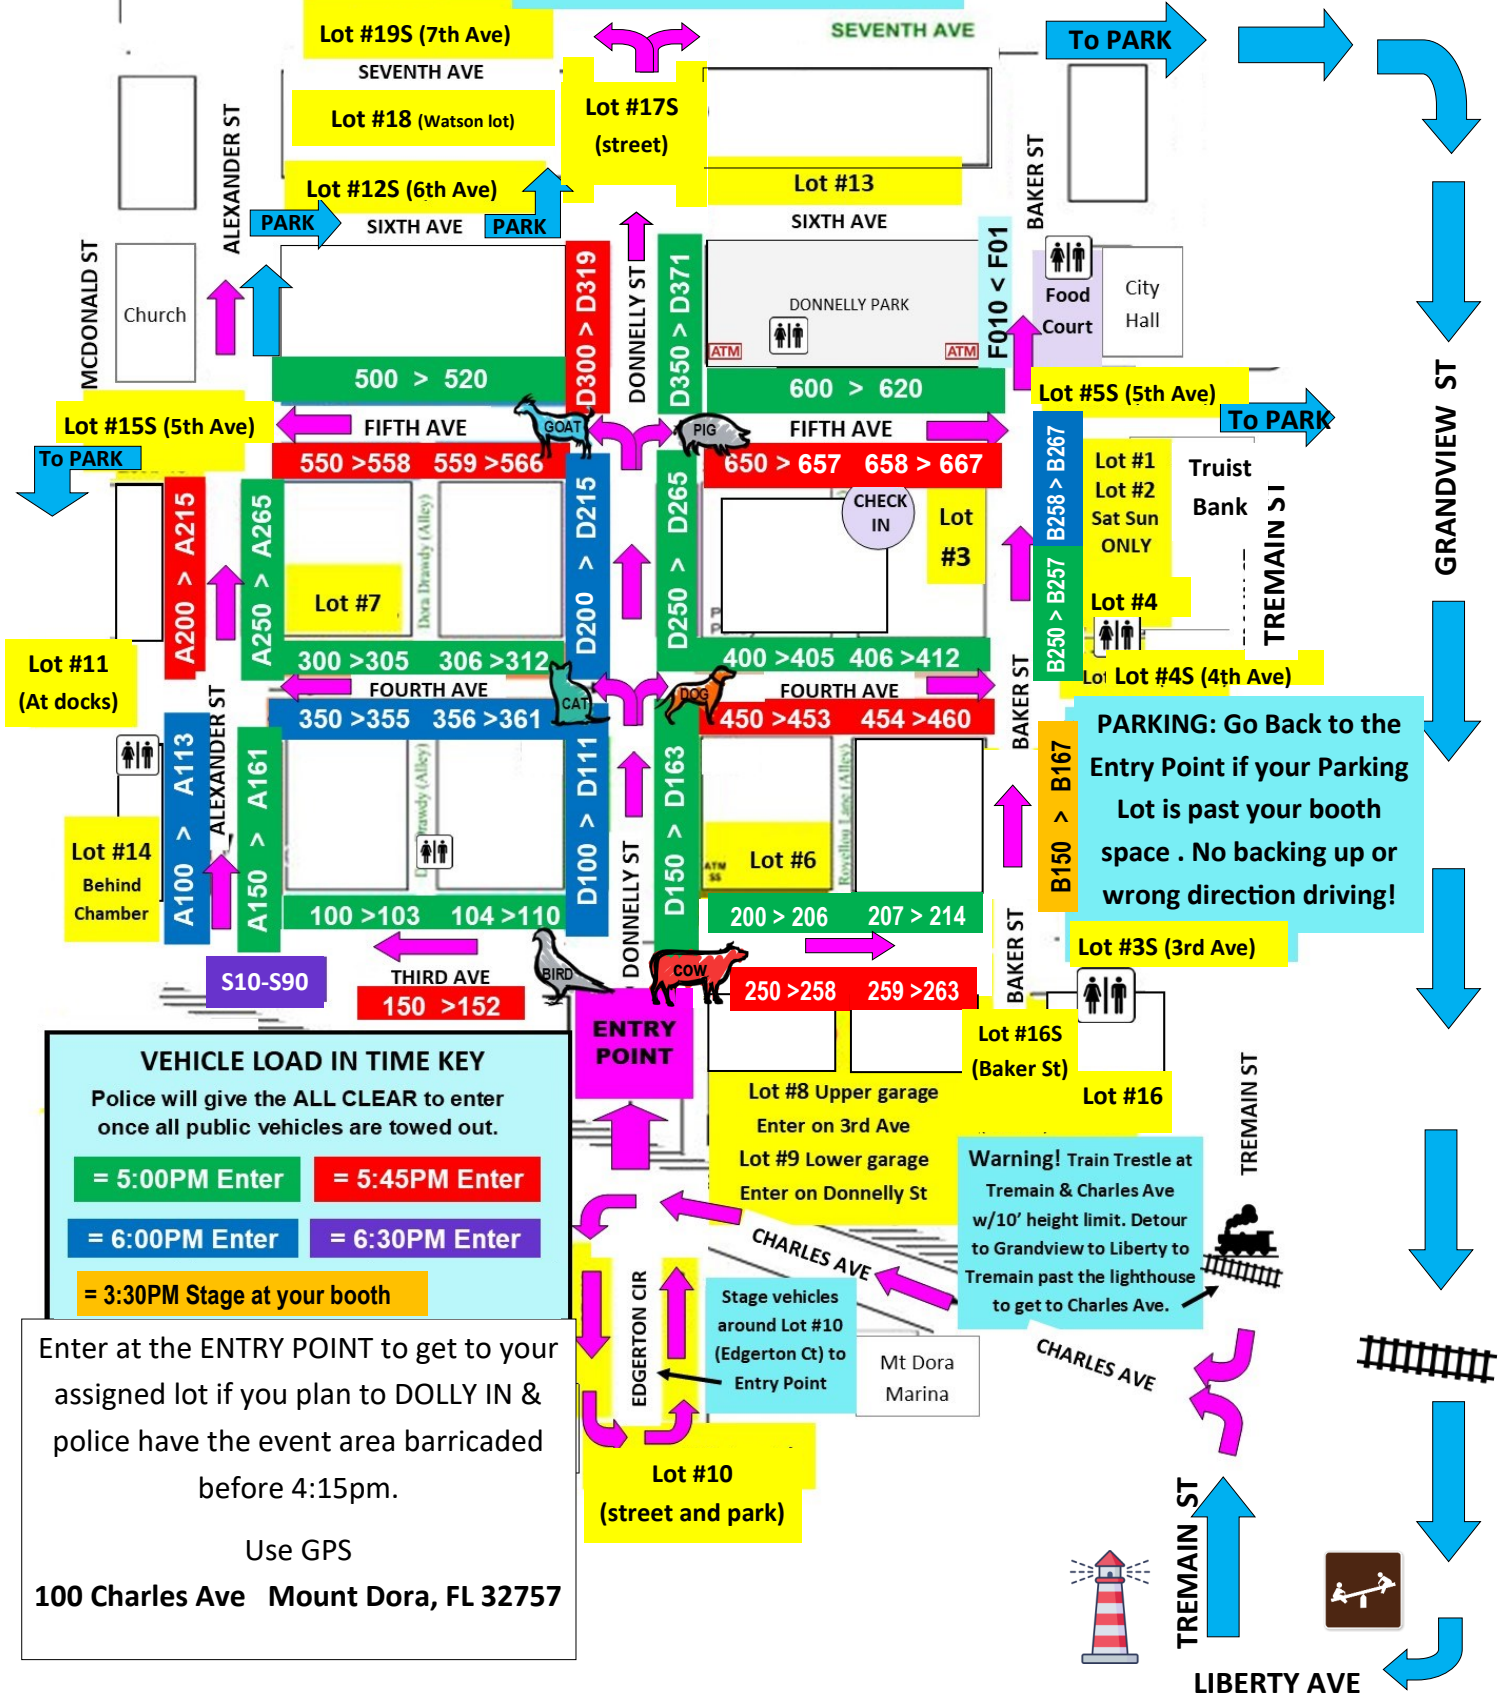 SEVENTH AVE
Lot #19S (7th Ave)
To PARK
SEVENTH AVE
Lot #18 (Watson lot)
Lot #17S
(street)
ALEXANDER ST
BAKER ST
Lot #12S (6th Ave)
Lot #13
PARK
SIXTH AVE
PARK
SIXTH AVE
MCDONALD ST
Church
D300 > D319
DONNELLY ST
D350 > D371
DONNELLY PARK
ATM
ATM
F010 < F01
Food
Court
City
Hall
500 > 520
600 > 620
GRANDVIEW ST
Lot #15S (5th Ave)
FIFTH AVE
GOAT
PIG
FIFTH AVE
Lot #5S (5th Ave)
To PARK
To PARK
550 >558 559 >566
650 > 657 658 > 667
A200 > A215
A250 > A265
Dora Drawdy (Alley)
D200 > D215
D250 > D265
CHECK
IN
Lot
#3
B258 > B267
B250 > B257
Lot #1
Lot #2
Sat Sun
ONLY
Truist
Bank
TREMAIN ST
Lot #7
Lot #4
Lot #11
(At docks)
300 >305 306 >312
400 >405 406 >412
Lot #4S (4th Ave)
FOURTH AVE
CAT
DOG
FOURTH AVE
BAKER ST
350 >355 356 >361
450 >453 454 >460
A100 > A113
ALEXANDER ST
A150 > A161
Drawdy (Alley)
D100 > D111
DONNELLY ST
D150 > D163
Royellou Lane (Alley)
B150 > B167
PARKING: Go Back to the
Entry Point if your Parking
Lot is past your booth
space . No backing up or
wrong direction driving!
Lot #14
Behind
Chamber
ATM
SS
Lot #6
100 >103 104 >110
200 > 206 207 > 214
BAKER ST
Lot #3S (3rd Ave)
S10-S90
THIRD AVE
BIRD
COW
150 >152
250 >258 259 >263
ENTRY
POINT
Lot #16S
(Baker St)
Lot #16
VEHICLE LOAD IN TIME KEY
Police will give the ALL CLEAR to enter
once all public vehicles are towed out.
= 5:00PM Enter
= 5:45PM Enter
= 6:00PM Enter
= 6:30PM Enter
= 3:30PM Stage at your booth
Lot #8 Upper garage
Enter on 3rd Ave
Lot #9 Lower garage
Enter on Donnelly St
TREMAIN ST
Warning! Train Trestle at
Tremain & Charles Ave
w/10' height limit. Detour
to Grandview to Liberty to
Tremain past the lighthouse
to get to Charles Ave.
CHARLES AVE
EDGERTON CIR
Stage vehicles
around Lot #10
(Edgerton Ct) to
Entry Point
Mt Dora
Marina
CHARLES AVE
Enter at the ENTRY POINT to get to your
assigned lot if you plan to DOLLY IN &
police have the event area barricaded
before 4:15pm.
Use GPS
100 Charles Ave Mount Dora, FL 32757
Lot #10
(street and park)
TREMAIN ST
LIBERTY AVE